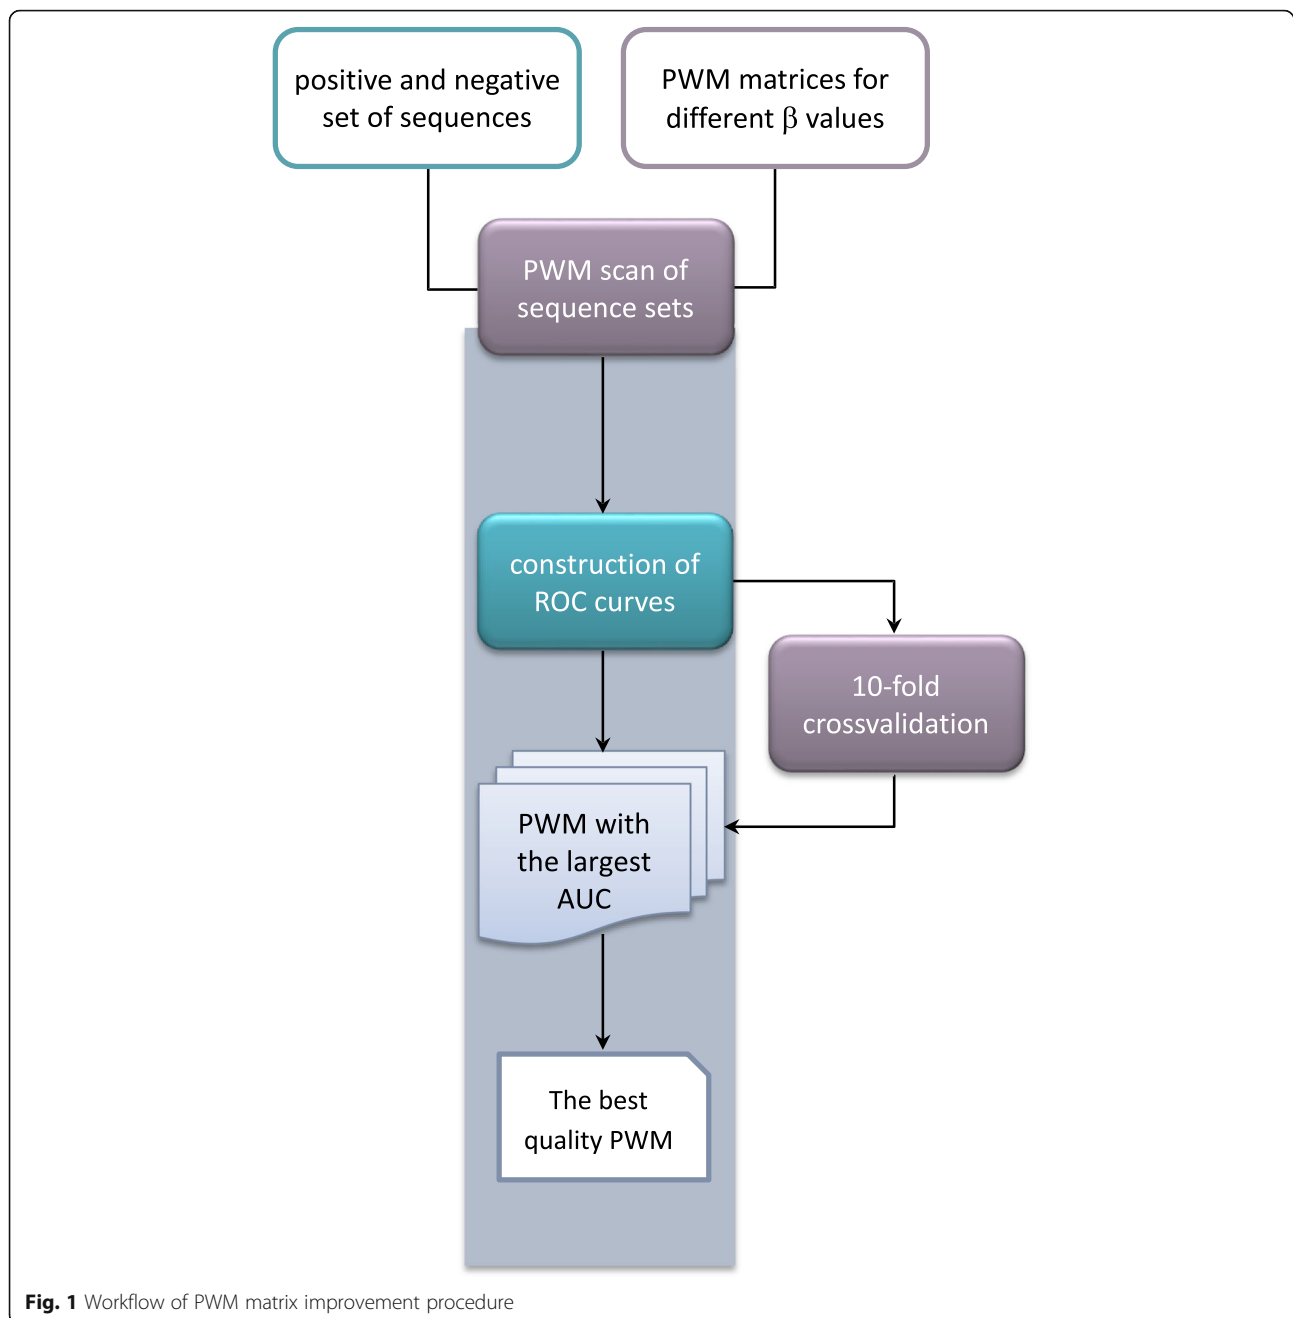 positive and negative
set of sequences
PWM matrices for
different β values
PWM scan of
sequence sets
construction of
ROC curves
10-fold
crossvalidation
PWM with
the largest
AUC
The best
quality PWM
Fig. 1 Workflow of PWM matrix improvement procedure